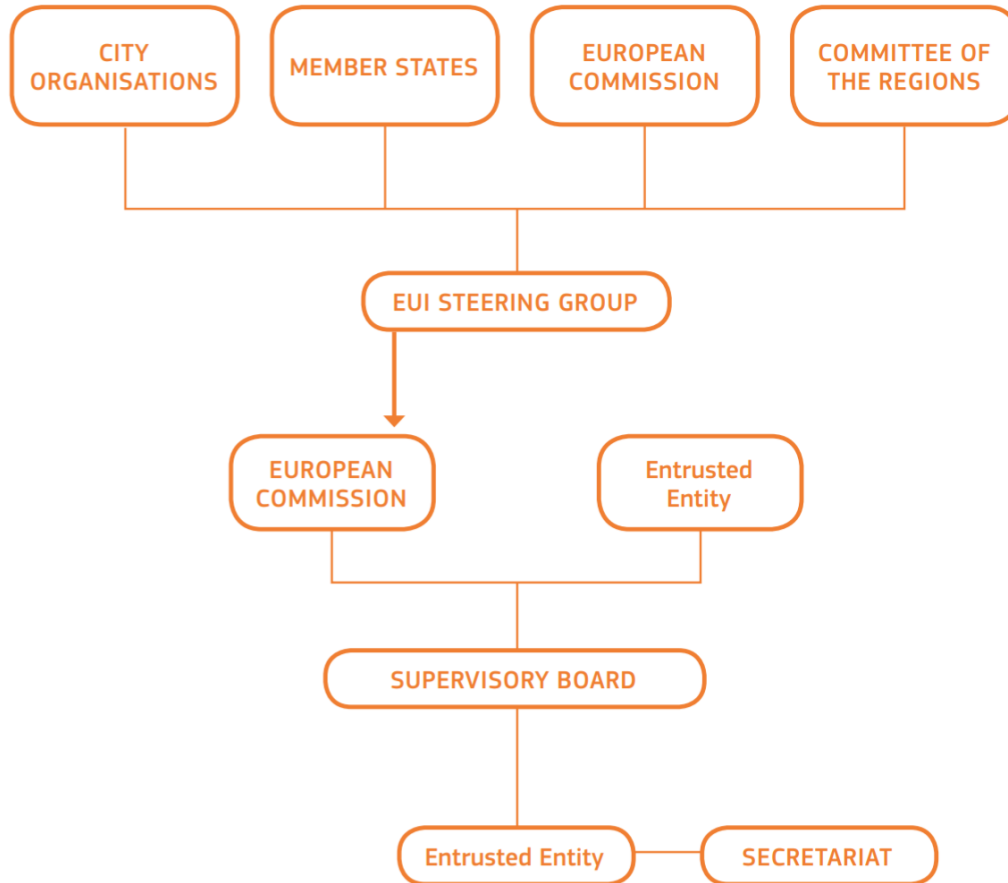 CITY
ORGANISATIONS
MEMBER STATES
EUROPEAN
COMMISSION
COMMITTEE OF
THE REGIONS
EUI STEERING GROUP
EUROPEAN
COMMISSION
Entrusted
Entity
SUPERVISORY BOARD
Entrusted Entity
SECRETARIAT